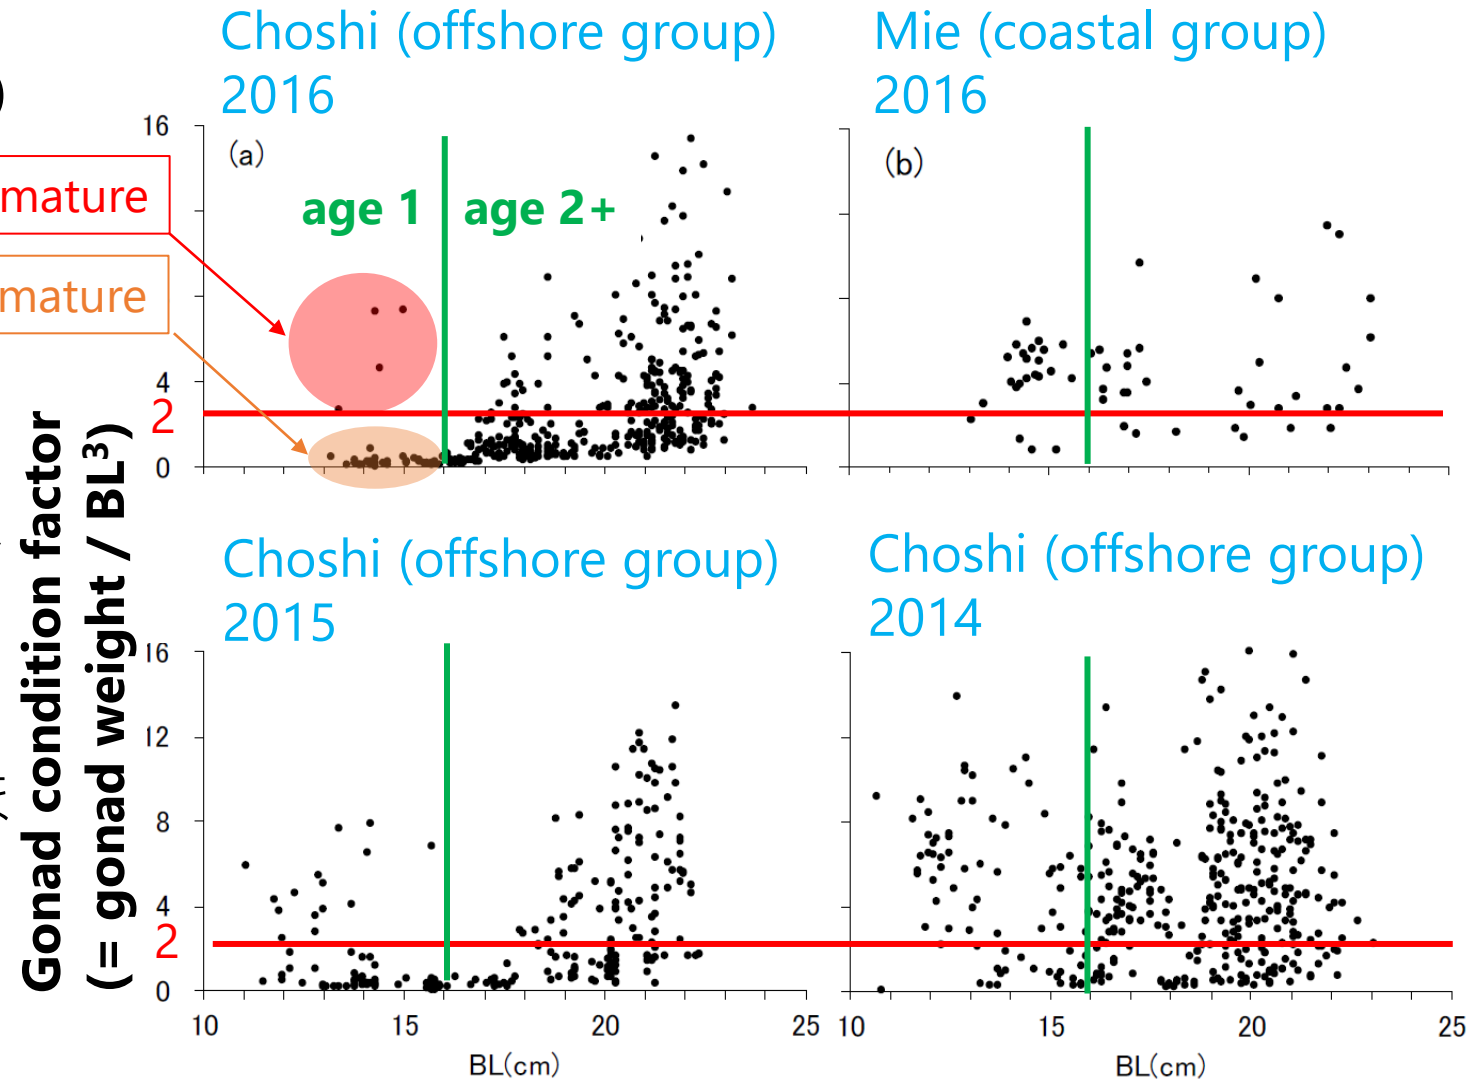 Choshi (offshore group)
2016
Mie (coastal group)
2016
)
mature
mature
(a)
age 1
age 2+
(b)
16
4
2
0
Choshi (offshore group)
2015
Choshi (offshore group)
2014
Gonad condition factor
(= gonad weight / BL³)
16
12
8
4
2
0
10
15
20
25
10
15
20
25
BL(cm)
BL(cm)